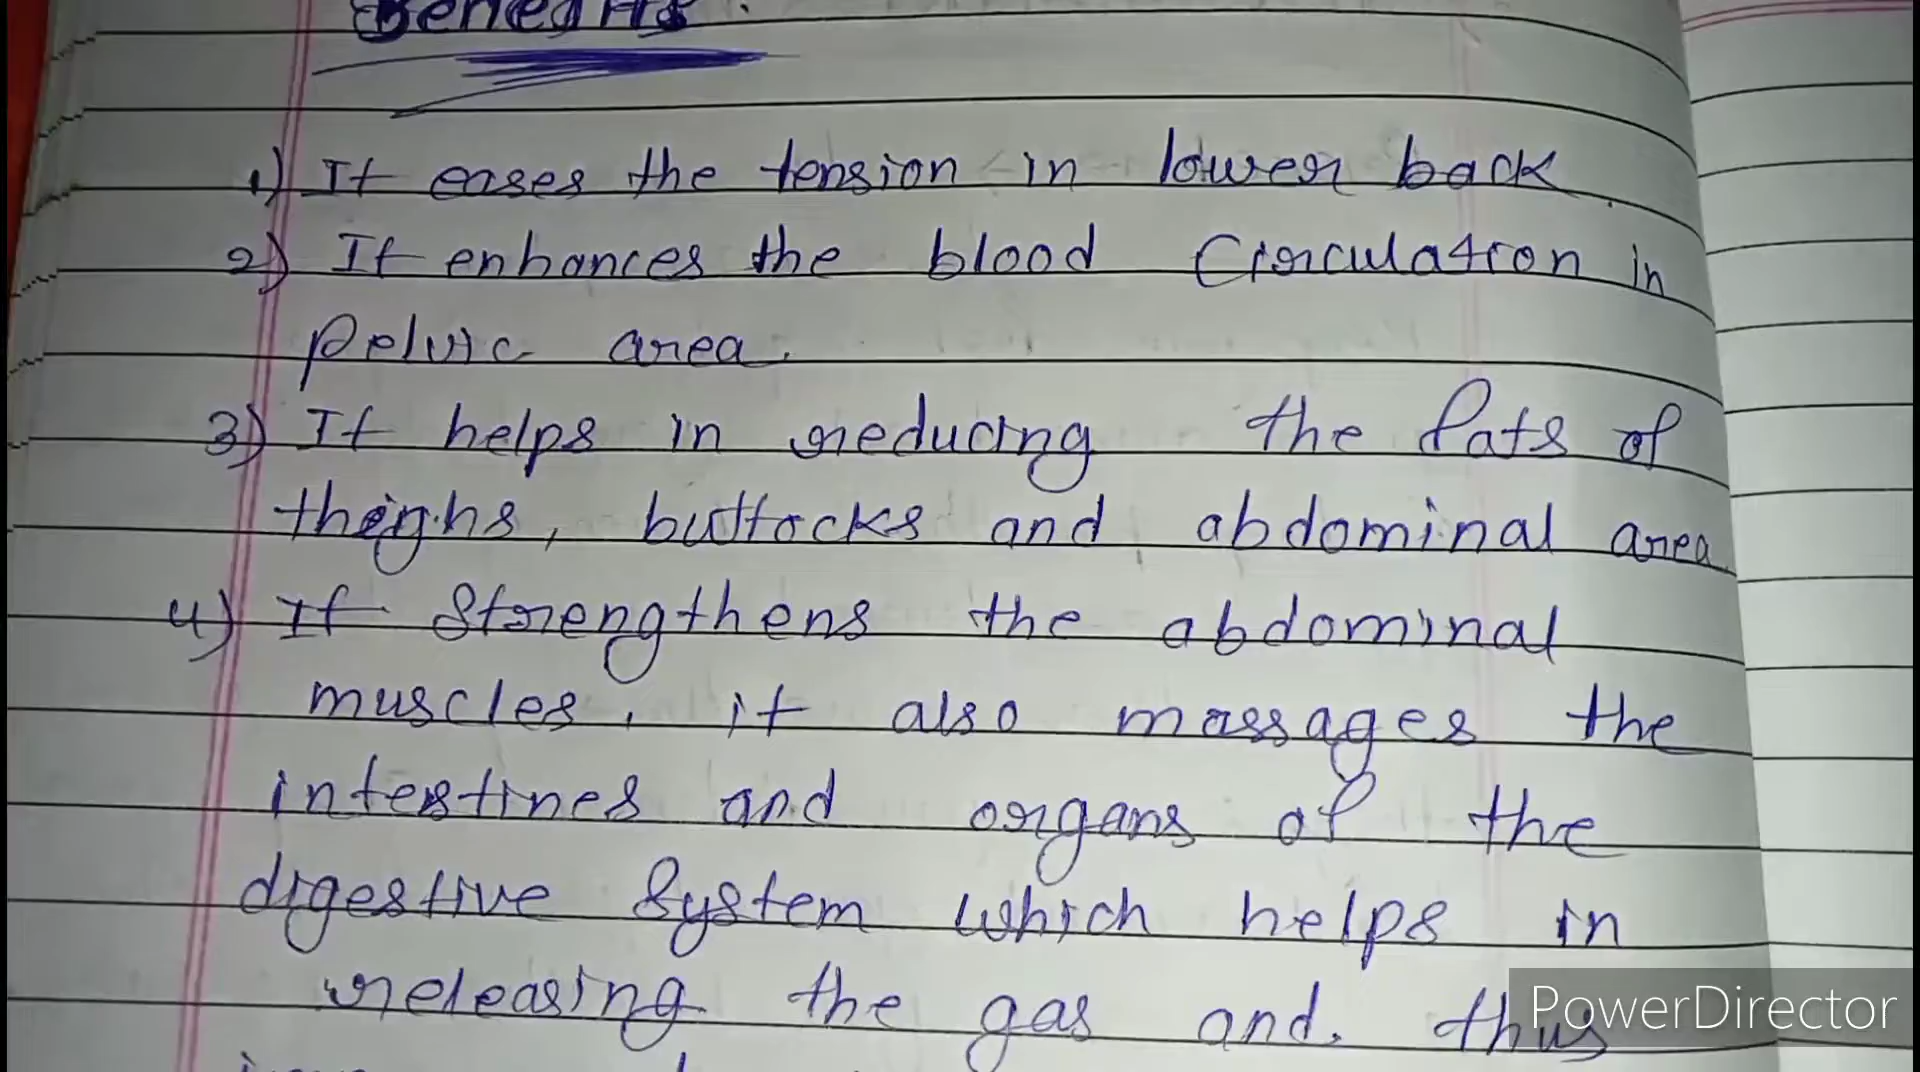 Benefits.
1) It eases the tension in lower back
2) It enhances the blood Circulation in
pelvic area.
3) It helps in reducing the fats of
thighs, buttocks and abdominal area
4) It strengthens the abdominal
muscles, it also massages the
intestines and organs of the
digestive system which helps in
releasing the gas and thus
PowerDirector